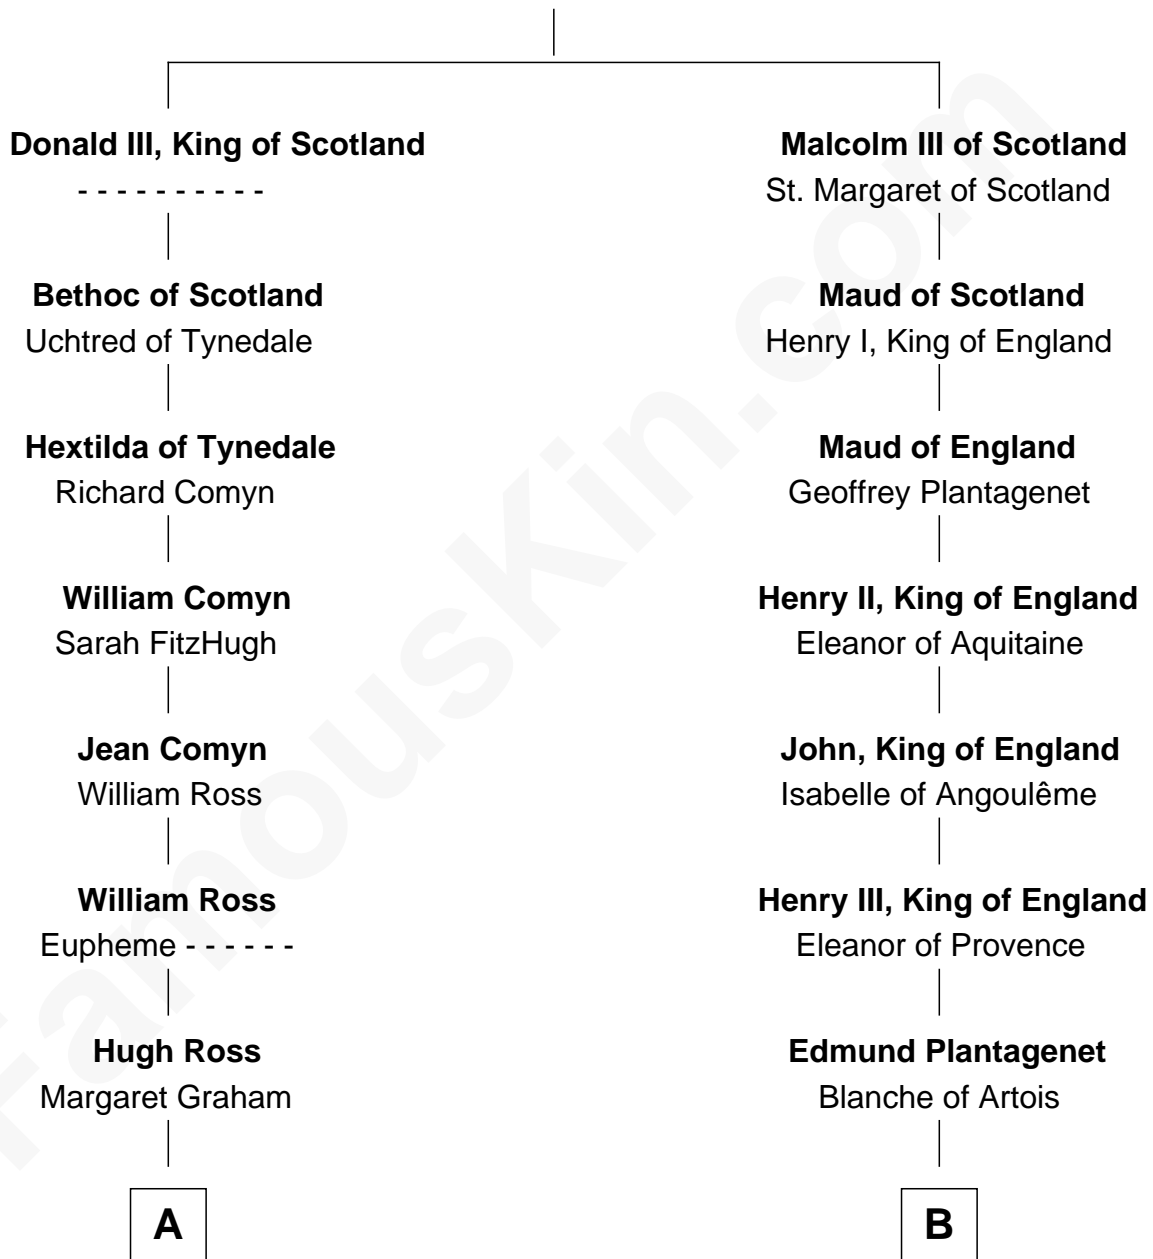 Donald III, King of Scotland
- - - - - - - - - -
Bethoc of Scotland
Uchtred of Tynedale
Hextilda of Tynedale
Richard Comyn
William Comyn
Sarah FitzHugh
Jean Comyn
William Ross
William Ross
Eupheme - - - - - -
Hugh Ross
Margaret Graham
A
Malcolm III of Scotland
St. Margaret of Scotland
Maud of Scotland
Henry I, King of England
Maud of England
Geoffrey Plantagenet
Henry II, King of England
Eleanor of Aquitaine
John, King of England
Isabelle of Angoulême
Henry III, King of England
Eleanor of Provence
Edmund Plantagenet
Blanche of Artois
B
FamousKin.com